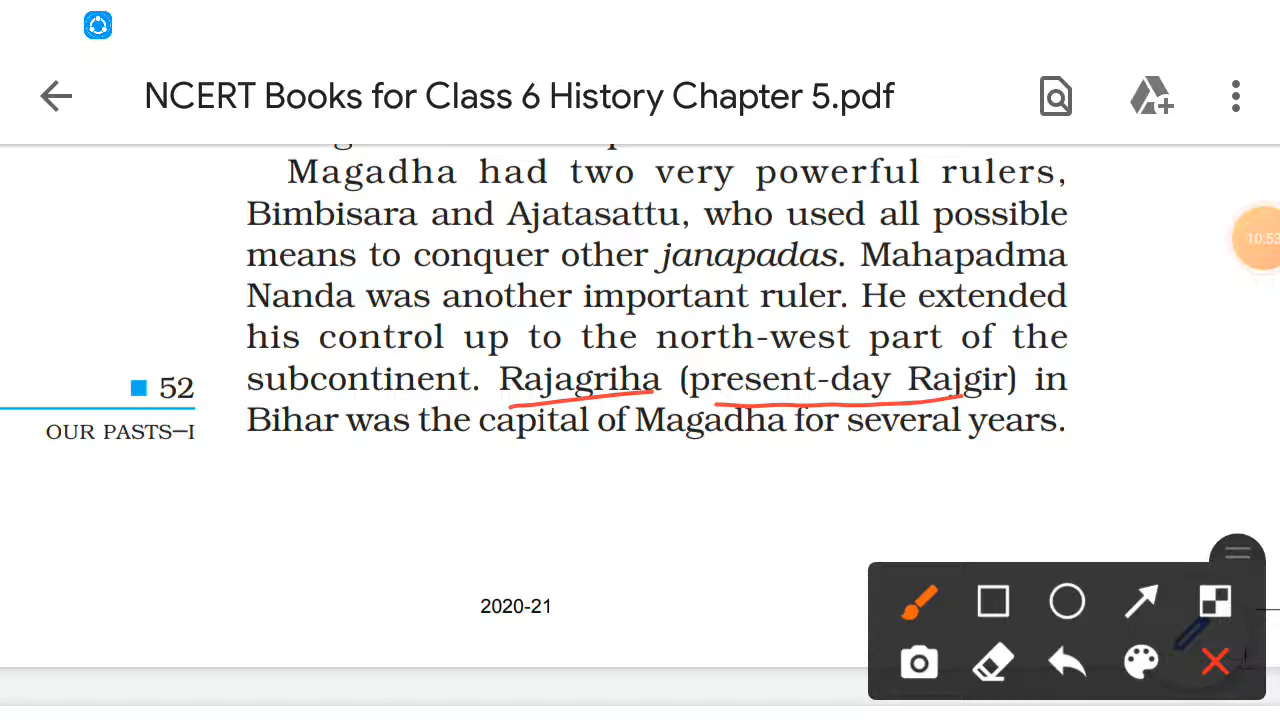 NCERT Books for Class 6 History Chapter 5.pdf
Magadha had two very powerful rulers,
Bimbisara and Ajatasattu, who used all possible
means to conquer other janapadas. Mahapadma
Nanda was another important ruler. He extended
his control up to the north-west part of the
subcontinent. Rajagriha (present-day Rajgir) in
Bihar was the capital of Magadha for several years.
52
OUR PASTS—I
2020-21
10:53